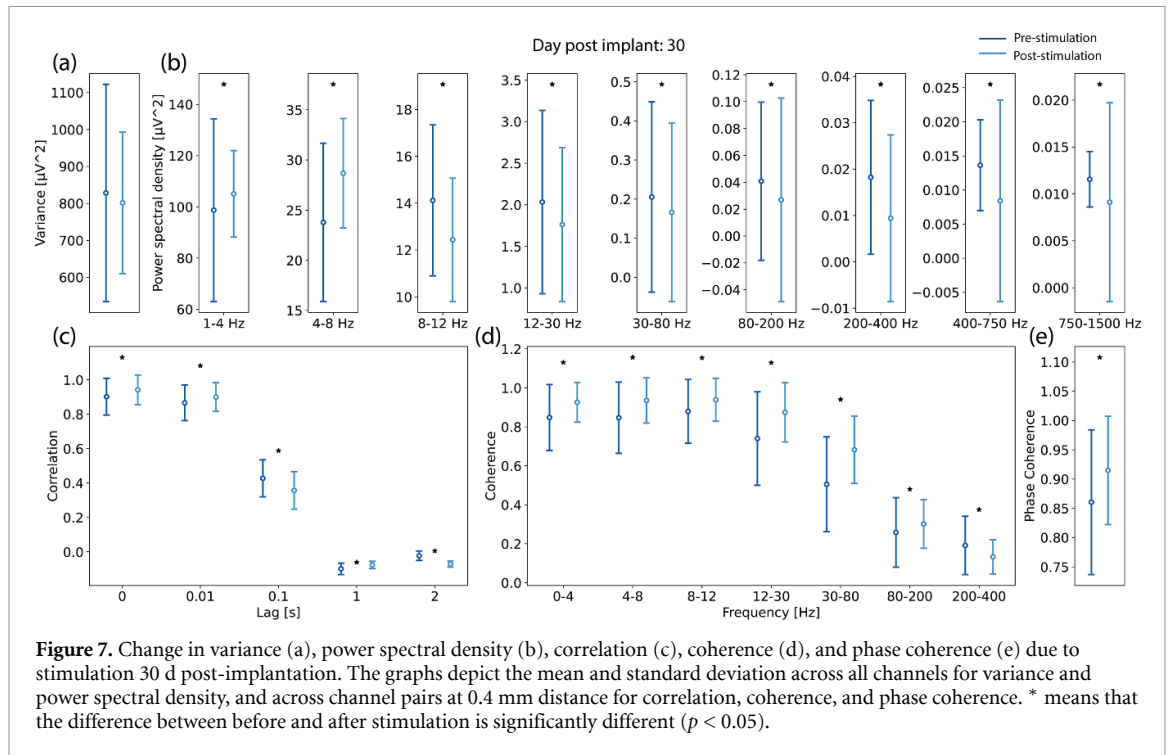 Day post implant: 30
Pre-stimulation
Post-stimulation
(a)
Variance [µV^2]
1100
1000
900
800
700
600
(b)
Power spectral density [µV^2]
140
120
100
80
60
1-4 Hz
*
35
30
25
20
15
4-8 Hz
*
18
16
14
12
10
8-12 Hz
*
3.5
3.0
2.5
2.0
1.5
1.0
12-30 Hz
*
0.5
0.4
0.3
0.2
0.1
0.0
30-80 Hz
*
0.12
0.10
0.08
0.06
0.04
0.02
0.00
−0.02
−0.04
80-200 Hz
*
0.04
0.03
0.02
0.01
0.00
−0.01
200-400 Hz
*
0.025
0.020
0.015
0.010
0.005
0.000
−0.005
400-750 Hz
*
0.020
0.015
0.010
0.005
0.000
750-1500 Hz
*
(c)
Correlation
1.0
0.8
0.6
0.4
0.2
0.0
* * * * *
0 0.01 0.1 1 2
Lag [s]
(d)
Coherence
1.2
1.0
0.8
0.6
0.4
0.2
0.0
* * * * * * *
0-4 4-8 8-12 12-30 30-80 80-200 200-400
Frequency [Hz]
(e)
Phase Coherence
1.10
1.05
1.00
0.95
0.90
0.85
0.80
0.75
*
Figure 7. Change in variance (a), power spectral density (b), correlation (c), coherence (d), and phase coherence (e) due to
stimulation 30 d post-implantation. The graphs depict the mean and standard deviation across all channels for variance and
power spectral density, and across channel pairs at 0.4 mm distance for correlation, coherence, and phase coherence. * means that
the difference between before and after stimulation is significantly different (p < 0.05).